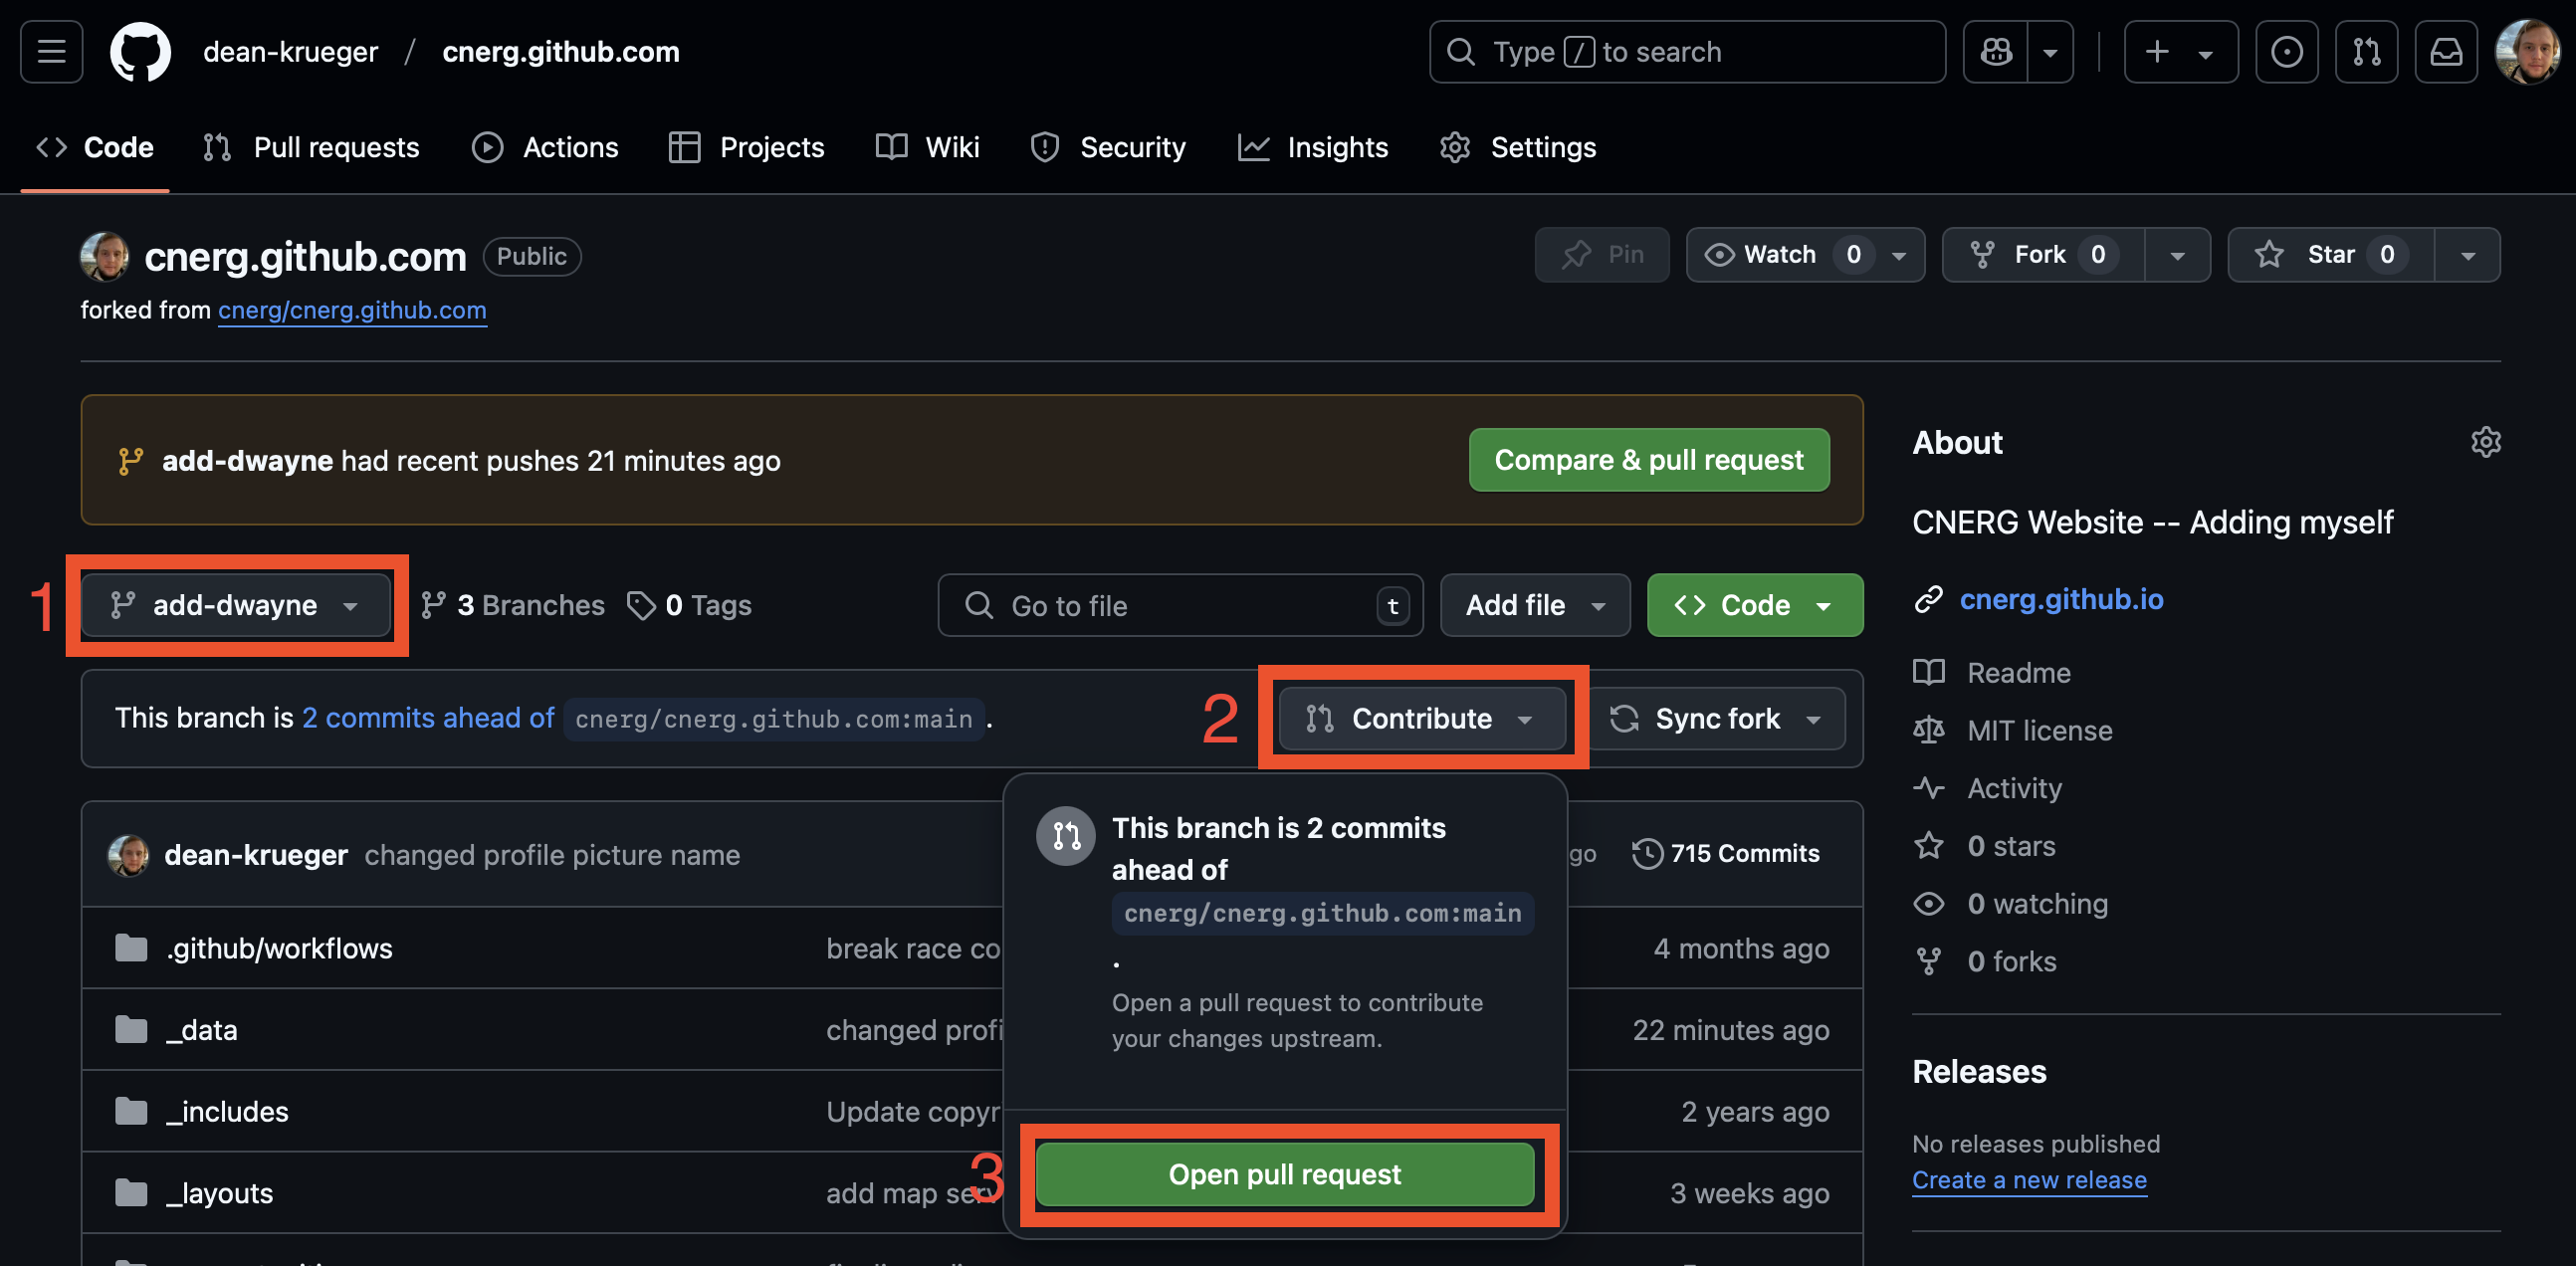 dean-krueger / cnerg.github.com
Type / to search
Code Pull requests Actions Projects Wiki Security Insights Settings
cnerg.github.com Public
Pin Watch 0 Fork 0 Star 0
forked from cnerg/cnerg.github.com
add-dwayne had recent pushes 21 minutes ago
Compare & pull request
1 add-dwayne 3 Branches 0 Tags
Go to file t Add file Code
This branch is 2 commits ahead of cnerg/cnerg.github.com:main .
2 Contribute Sync fork
This branch is 2 commits
ahead of
cnerg/cnerg.github.com:main
.
Open a pull request to contribute
your changes upstream.
3 Open pull request
dean-krueger changed profile picture name go 715 Commits
.github/workflows break race co 4 months ago
_data changed profi 22 minutes ago
_includes Update copyr 2 years ago
_layouts add map serv 3 weeks ago
About
CNERG Website -- Adding myself
cnerg.github.io
Readme
MIT license
Activity
0 stars
0 watching
0 forks
Releases
No releases published
Create a new release